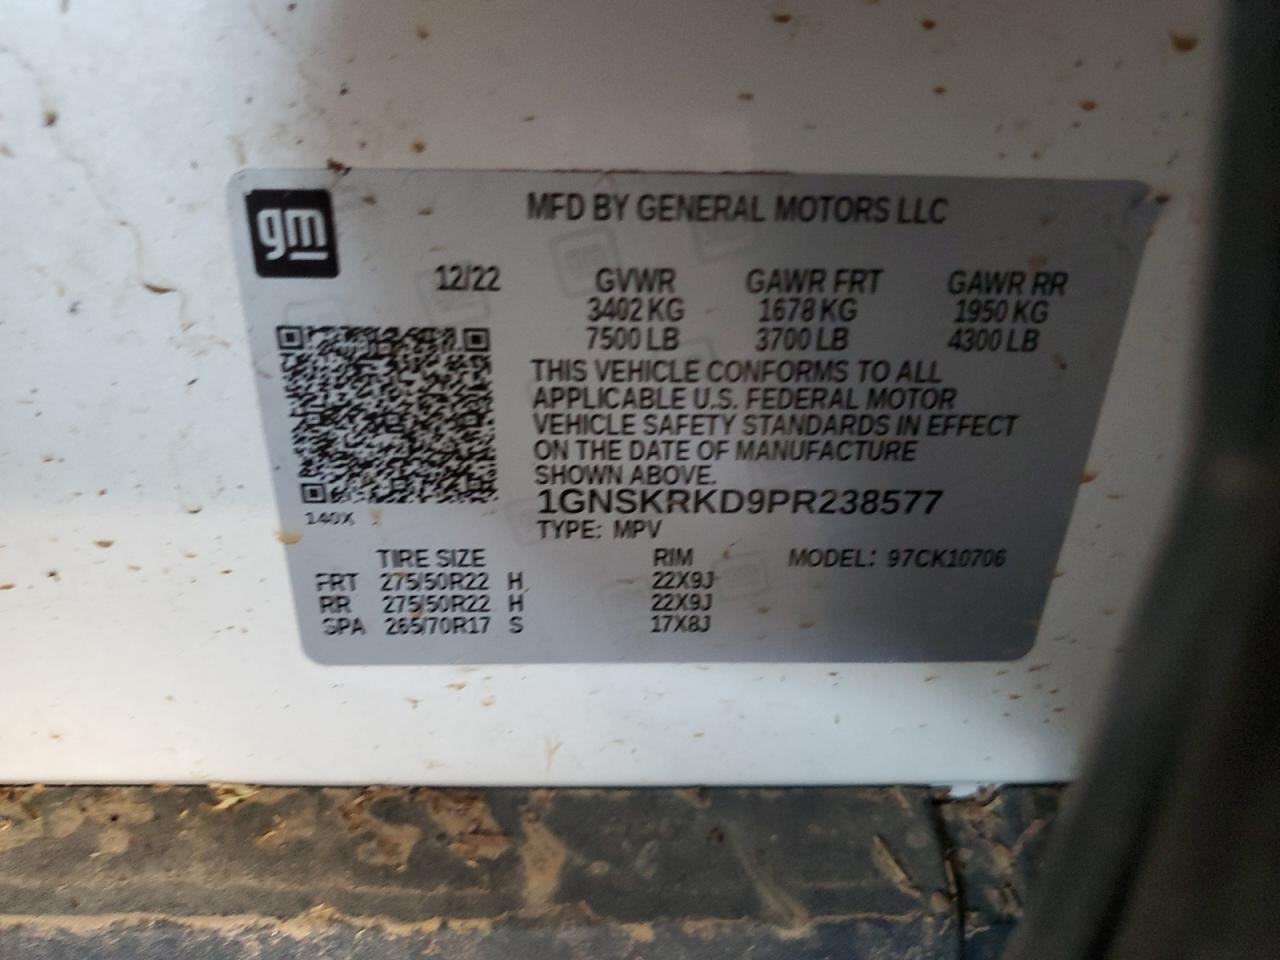 gm
MFD BY GENERAL MOTORS LLC
12/22 GVWR GAWR FRT GAWR RR
3402 KG 1678 KG 1950 KG
7500 LB 3700 LB 4300 LB
THIS VEHICLE CONFORMS TO ALL
APPLICABLE U.S. FEDERAL MOTOR
VEHICLE SAFETY STANDARDS IN EFFECT
ON THE DATE OF MANUFACTURE
SHOWN ABOVE.
1GNSKRKD9PR238577
140X
TYPE: MPV
TIRE SIZE RIM MODEL: 97CK10706
FRT 275/50R22 H 22X9J
RR 275/50R22 H 22X9J
SPA 265/70R17 S 17X8J